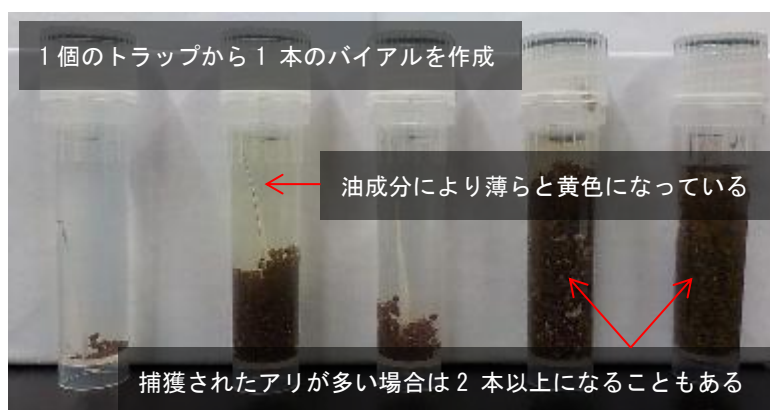 1個のトラップから1 本のバイアルを作成
油成分により薄らと黄色になっている
捕獲されたアリが多い場合は2 本以上になることもある